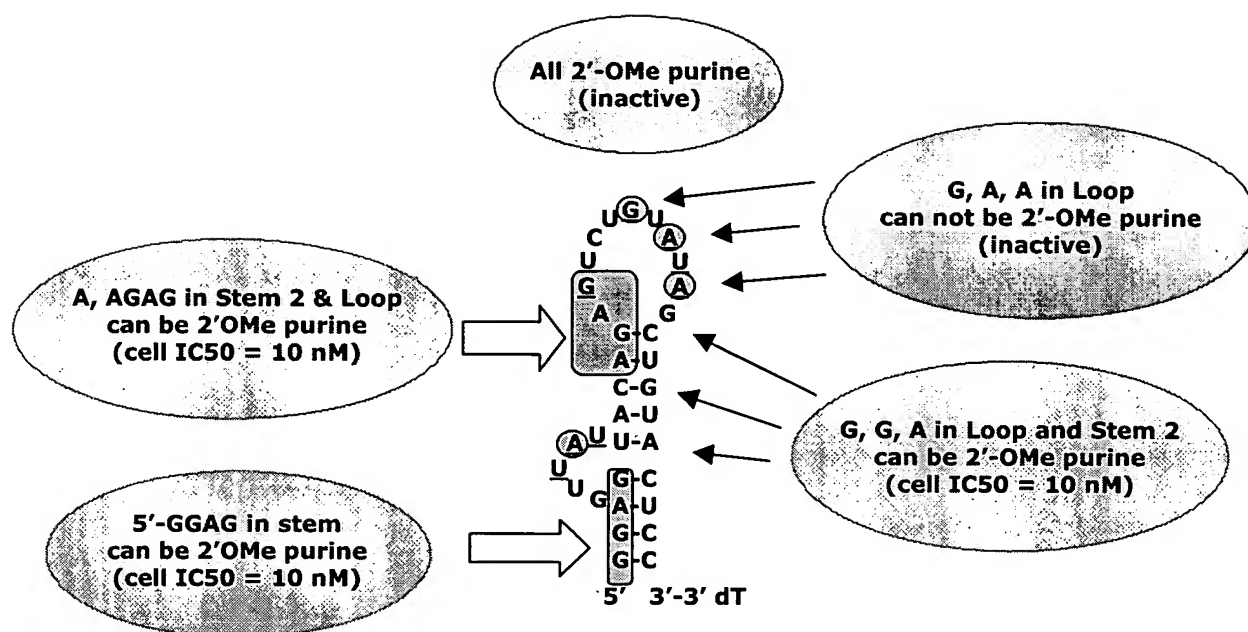 All 2'-OMe purine
(inactive)
G, A, A in Loop
can not be 2'-OMe purine
(inactive)
A, AGAG in Stem 2 & Loop
can be 2'OMe purine
(cell IC50 = 10 nM)
G, G, A in Loop and Stem 2
can be 2'-OMe purine
(cell IC50 = 10 nM)
5'-GGAG in stem
can be 2'OMe purine
(cell IC50 = 10 nM)
U G U
C A
U U
G A
A G
G-C
A-U
C-G
A-U
U A U U-A
U G G-C
A-U
G-C
G-C
5' 3'-3' dT